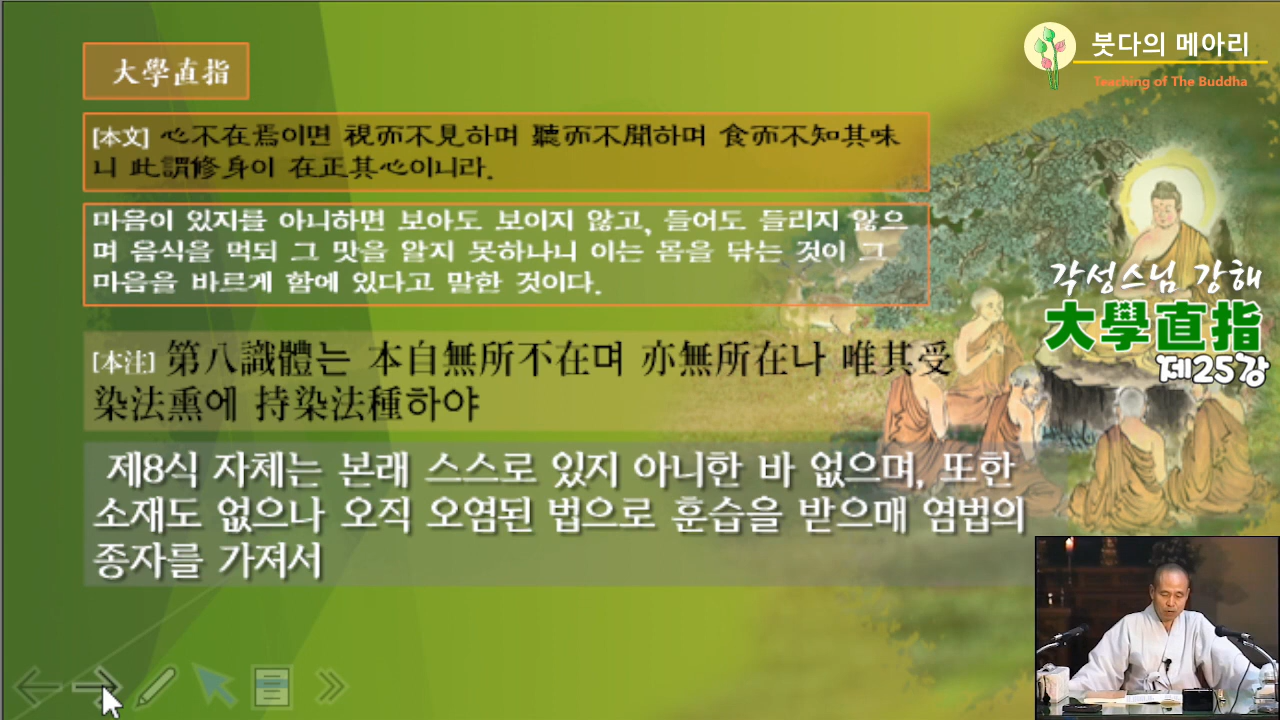 大學直指
붓다의 메아리
Teaching of The Buddha
[本文] 心不在焉이면 視而不見하며 聽而不聞하며 食而不知其味
니 此謂修身이 在正其心이니라.
마음이 있지를 아니하면 보아도 보이지 않고, 들어도 들리지 않으
며 음식을 먹되 그 맛을 알지 못하나니 이는 몸을 닦는 것이 그
마음을 바르게 함에 있다고 말한 것이다.
각성스님 강해
大學直指
제25강
[本注] 第八識體는 本自無所不在며 亦無所在나 唯其受
染法熏에 持染法種하야
제8식 자체는 본래 스스로 있지 아니한 바 없으며, 또한
소재도 없으나 오직 오염된 법으로 훈습을 받으매 염법의
종자를 가져서